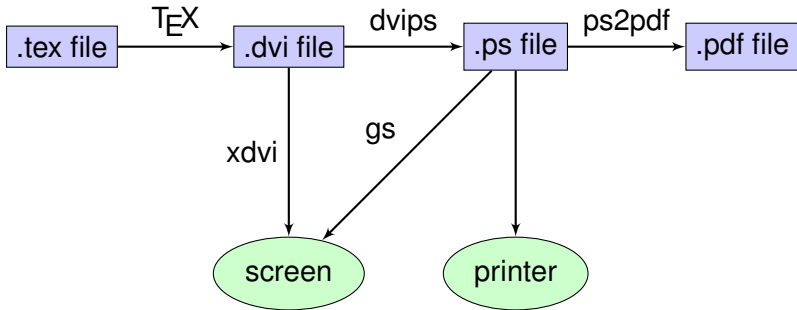 TEX
dvips
ps2pdf
.tex file
.dvi file
.ps file
.pdf file
xdvi
gs
screen
printer